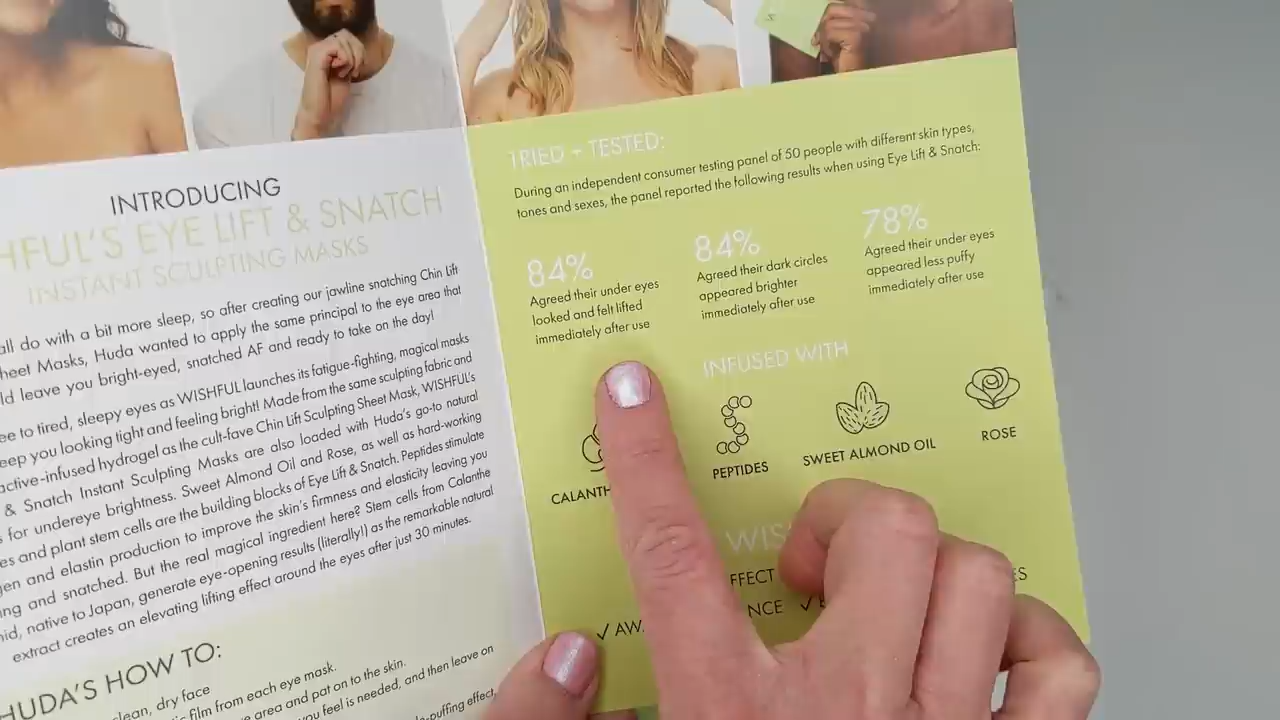 INTRODUCING
HFUL'S EYE LIFT & SNATCH
INSTANT SCULPTING MASKS
all do with a bit more sleep, so after creating our jawline snatching Chin Lift
heet Masks, Huda wanted to apply the same principal to the eye area that
ld leave you bright-eyed, snatched AF and ready to take on the day!
ee to tired, sleepy eyes as WISHFUL launches its fatigue-fighting, magical masks
eep you looking tight and feeling bright! Made from the same sculpting fabric and
active-infused hydrogel as the cult-fave Chin Lift Sculpting Sheet Mask, WISHFUL's
& Snatch Instant Sculpting Masks are also loaded with Huda's go-to natural
s for undereye brightness. Sweet Almond Oil and Rose, as well as hard-working
es and plant stem cells are the building blocks of Eye Lift & Snatch. Peptides stimulate
gen and elastin production to improve the skin's firmness and elasticity leaving you
ng and snatched. But the real magical ingredient here? Stem cells from Calanthe
hid, native to Japan, generate eye-opening results (literally!) as the remarkable natural
extract creates an elevating lifting effect around the eyes after just 30 minutes.
HUDA'S HOW TO:
clean, dry face
ic film from each eye mask.
e area and pat on to the skin.
you feel is needed, and then leave on
de-puffing effect,
TRIED + TESTED:
During an independent consumer testing panel of 50 people with different skin types,
tones and sexes, the panel reported the following results when using Eye Lift & Snatch:
84%
Agreed their under eyes
looked and felt lifted
immediately after use
84%
Agreed their dark circles
appeared brighter
immediately after use
78%
Agreed their under eyes
appeared less puffy
immediately after use
INFUSED WITH
CALANTH
PEPTIDES
SWEET ALMOND OIL
ROSE
WIS
FFECT
ES
NCE ✓
✓ AW